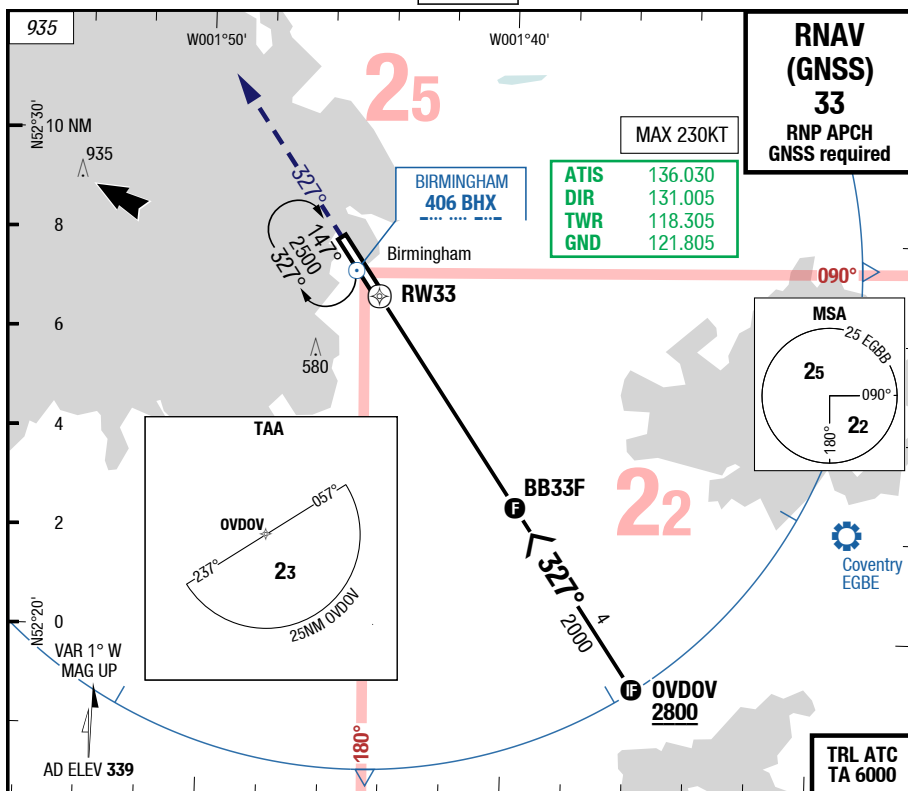 935
W001°50'
W001°40'
RNAV
(GNSS)
33
RNP APCH
GNSS required
25
MAX 230KT
ATIS 136.030
DIR 131.005
TWR 118.305
GND 121.805
N52°30'
10 NM
935
327°
BIRMINGHAM
406 BHX
8
147°
2500
327°
Birmingham
090°
RW33
6
580
MSA
25 EGBB
25
090°
22
180°
4
TAA
057°
OVDOV
237°
23
25NM OVDOV
BB33F
22
2
327°
4
2000
Coventry
EGBE
N52°20'
0
VAR 1° W
MAG UP
OVDOV
2800
180°
AD ELEV 339
TRL ATC
TA 6000